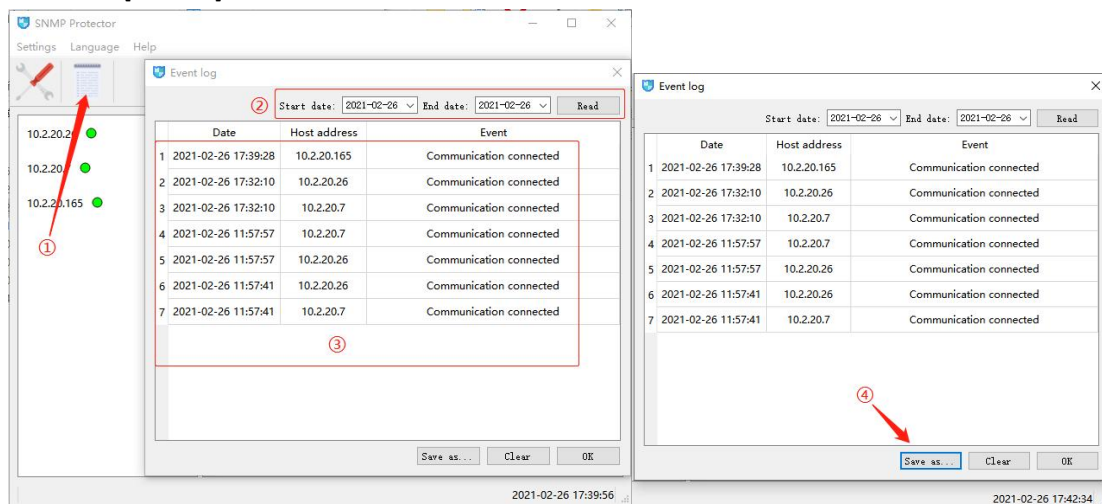 SNMP Protector
Settings Language Help
10.2.20.26
10.2.20.7
10.2.20.165
①
Event log
② Start date: 2021-02-26 End date: 2021-02-26 Read
Date Host address Event
1 2021-02-26 17:39:28 10.2.20.165 Communication connected
2 2021-02-26 17:32:10 10.2.20.26 Communication connected
3 2021-02-26 17:32:10 10.2.20.7 Communication connected
4 2021-02-26 11:57:57 10.2.20.7 Communication connected
5 2021-02-26 11:57:57 10.2.20.26 Communication connected
6 2021-02-26 11:57:41 10.2.20.26 Communication connected
7 2021-02-26 11:57:41 10.2.20.7 Communication connected
③
Save as... Clear OK
2021-02-26 17:39:56
Event log
Start date: 2021-02-26 End date: 2021-02-26 Read
Date Host address Event
1 2021-02-26 17:39:28 10.2.20.165 Communication connected
2 2021-02-26 17:32:10 10.2.20.26 Communication connected
3 2021-02-26 17:32:10 10.2.20.7 Communication connected
4 2021-02-26 11:57:57 10.2.20.7 Communication connected
5 2021-02-26 11:57:57 10.2.20.26 Communication connected
6 2021-02-26 11:57:41 10.2.20.26 Communication connected
7 2021-02-26 11:57:41 10.2.20.7 Communication connected
④
Save as... Clear OK
2021-02-26 17:42:34